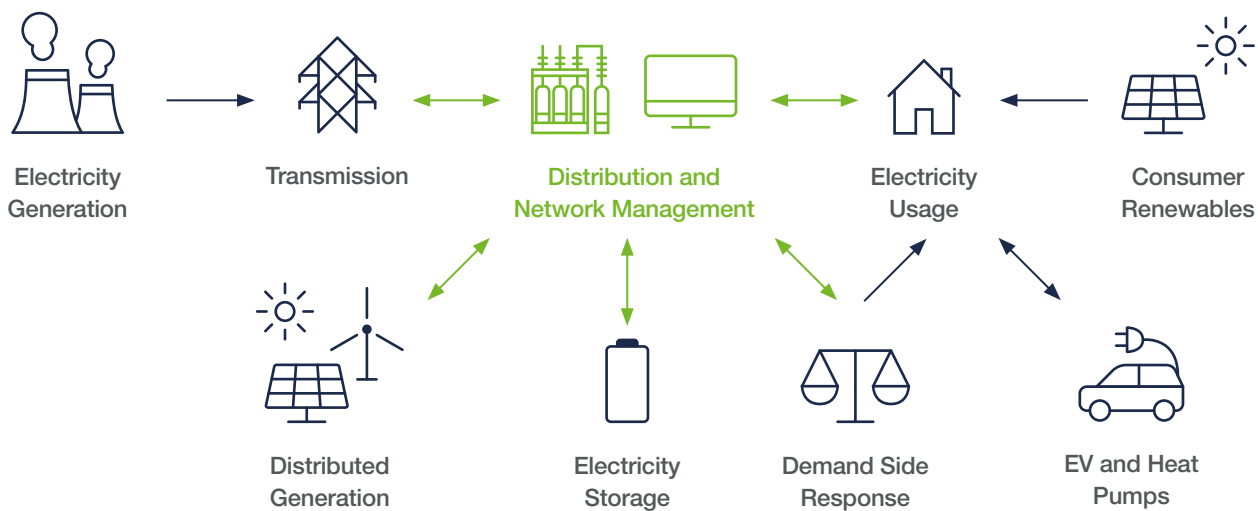 Electricity
Generation
Transmission
Distribution and
Network Management
Electricity
Usage
Consumer
Renewables
Distributed
Generation
Electricity
Storage
Demand Side
Response
EV and Heat
Pumps